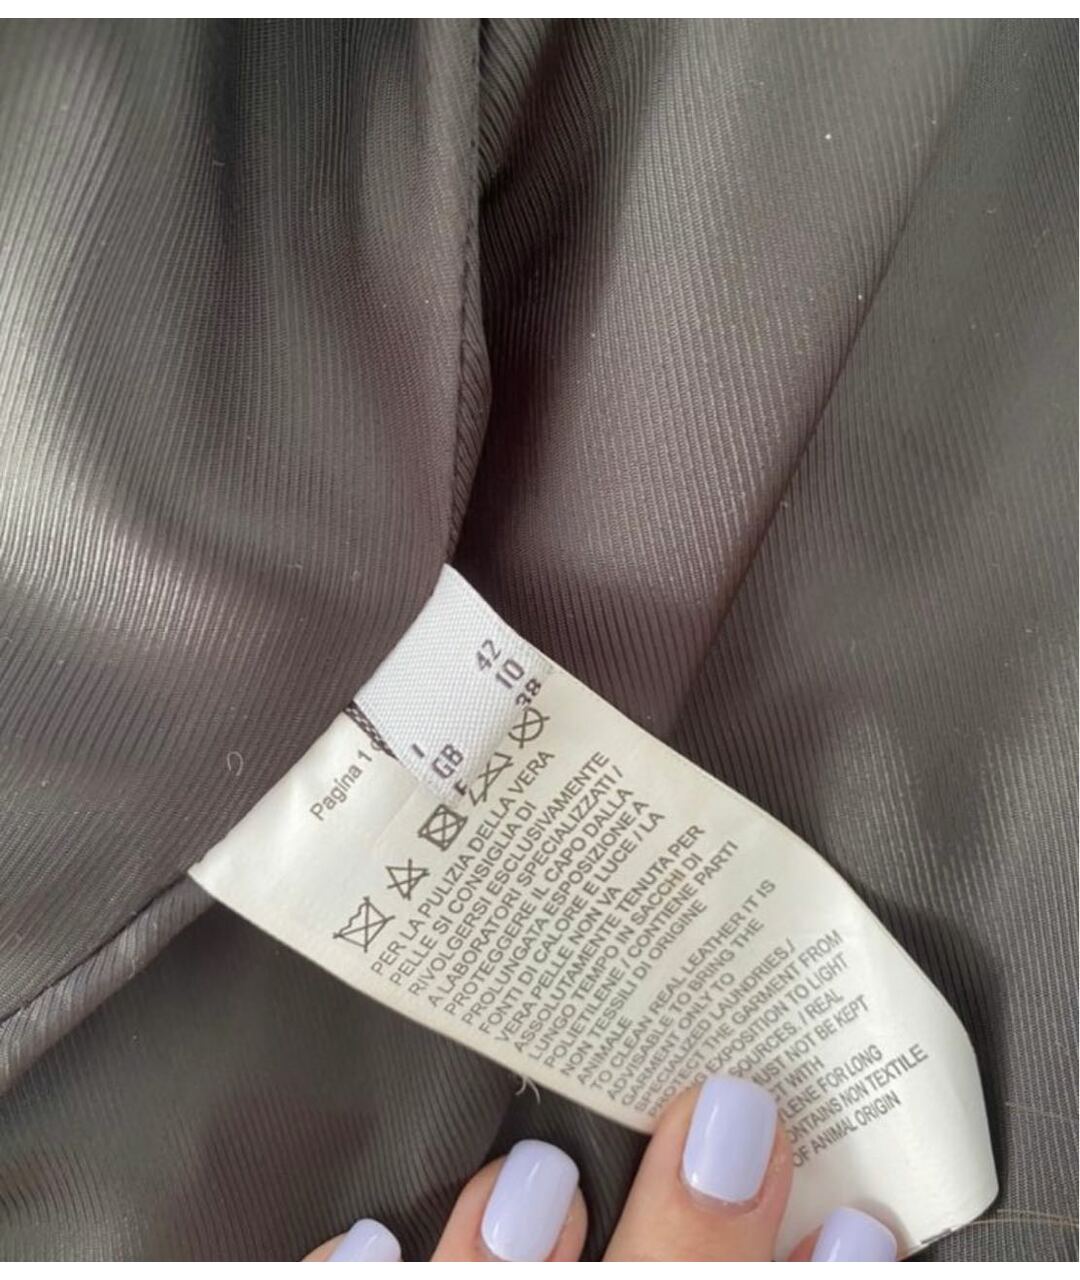 42
10
38
I
GB
F
Pagina 1
PER LA PULIZIA DELLA VERA
PELLE SI CONSIGLIA DI
RIVOLGERSI ESCLUSIVAMENTE
A LABORATORI SPECIALIZZATI /
PROTEGGERE IL CAPO DALLA
PROLUNGATA ESPOSIZIONE A
FONTI DI CALORE E LUCE / LA
VERA PELLE NON VA
ASSOLUTAMENTE TENUTA PER
LUNGO TEMPO IN SACCHI DI
POLIETILENE / CONTIENE PARTI
NON TESSILI DI ORIGINE
ANIMALE
TO CLEAN REAL LEATHER IT IS
ADVISABLE TO BRING THE
GARMENT ONLY TO
SPECIALIZED LAUNDRIES /
PROTECT THE GARMENT FROM
EXPOSITION TO LIGHT
SOURCES. / REAL
UST NOT BE KEPT
CT WITH
LENE FOR LONG
ONTAINS NON TEXTILE
OF ANIMAL ORIGIN